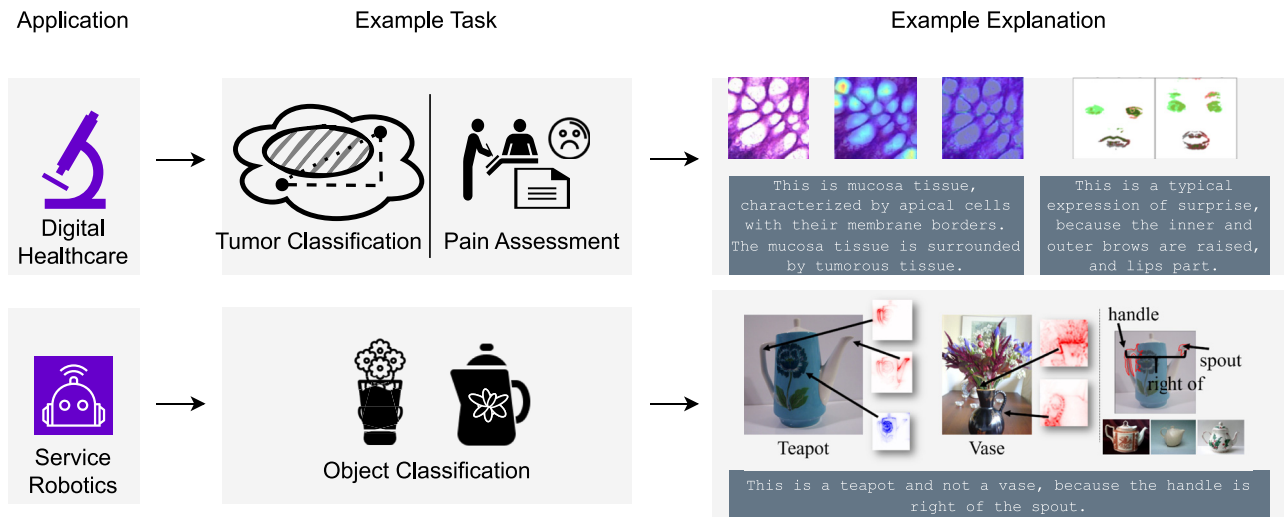 Application
Example Task
Example Explanation
Digital
Healthcare
Tumor Classification
Pain Assessment
This is mucosa tissue,
characterized by apical cells
with their membrane borders.
The mucosa tissue is surrounded
by tumorous tissue.
This is a typical
expression of surprise,
because the inner and
outer brows are raised,
and lips part.
Service
Robotics
Object Classification
Teapot
Vase
handle
spout
right of
This is a teapot and not a vase, because the handle is
right of the spout.